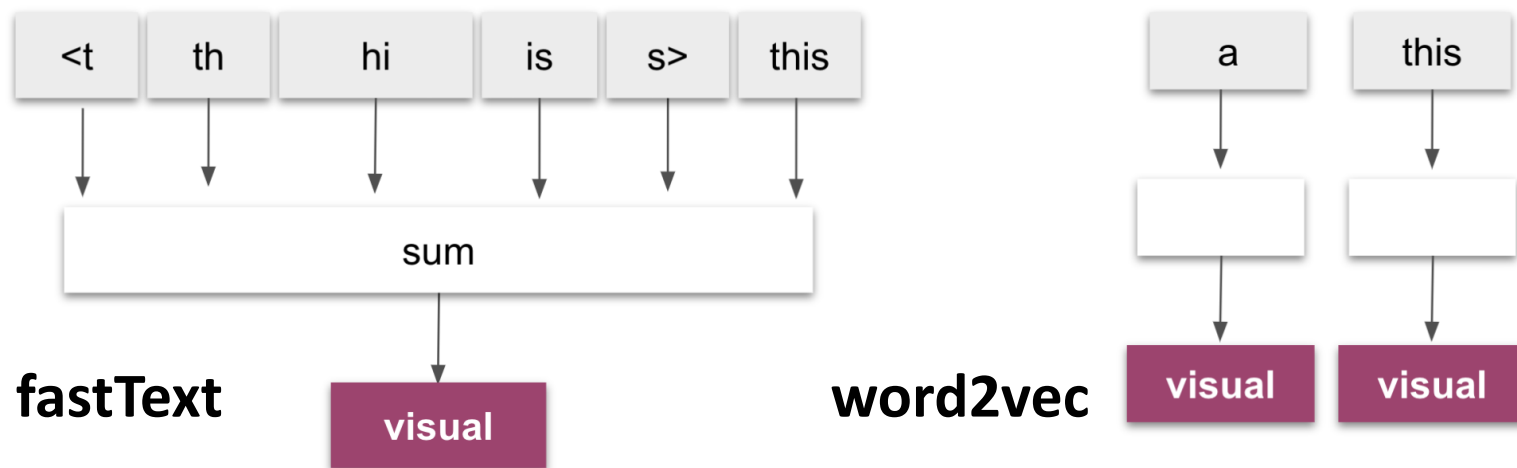 <t th hi is s> this
a this
sum
fastText
visual
word2vec
visual visual